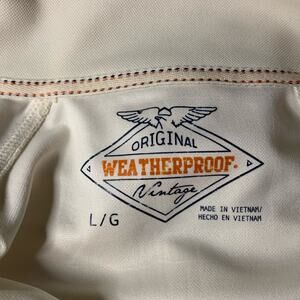 ORIGINAL
WEATHERPROOF.
Vintage
L/G
MADE IN VIETNAM/
HECHO EN VIETNAM